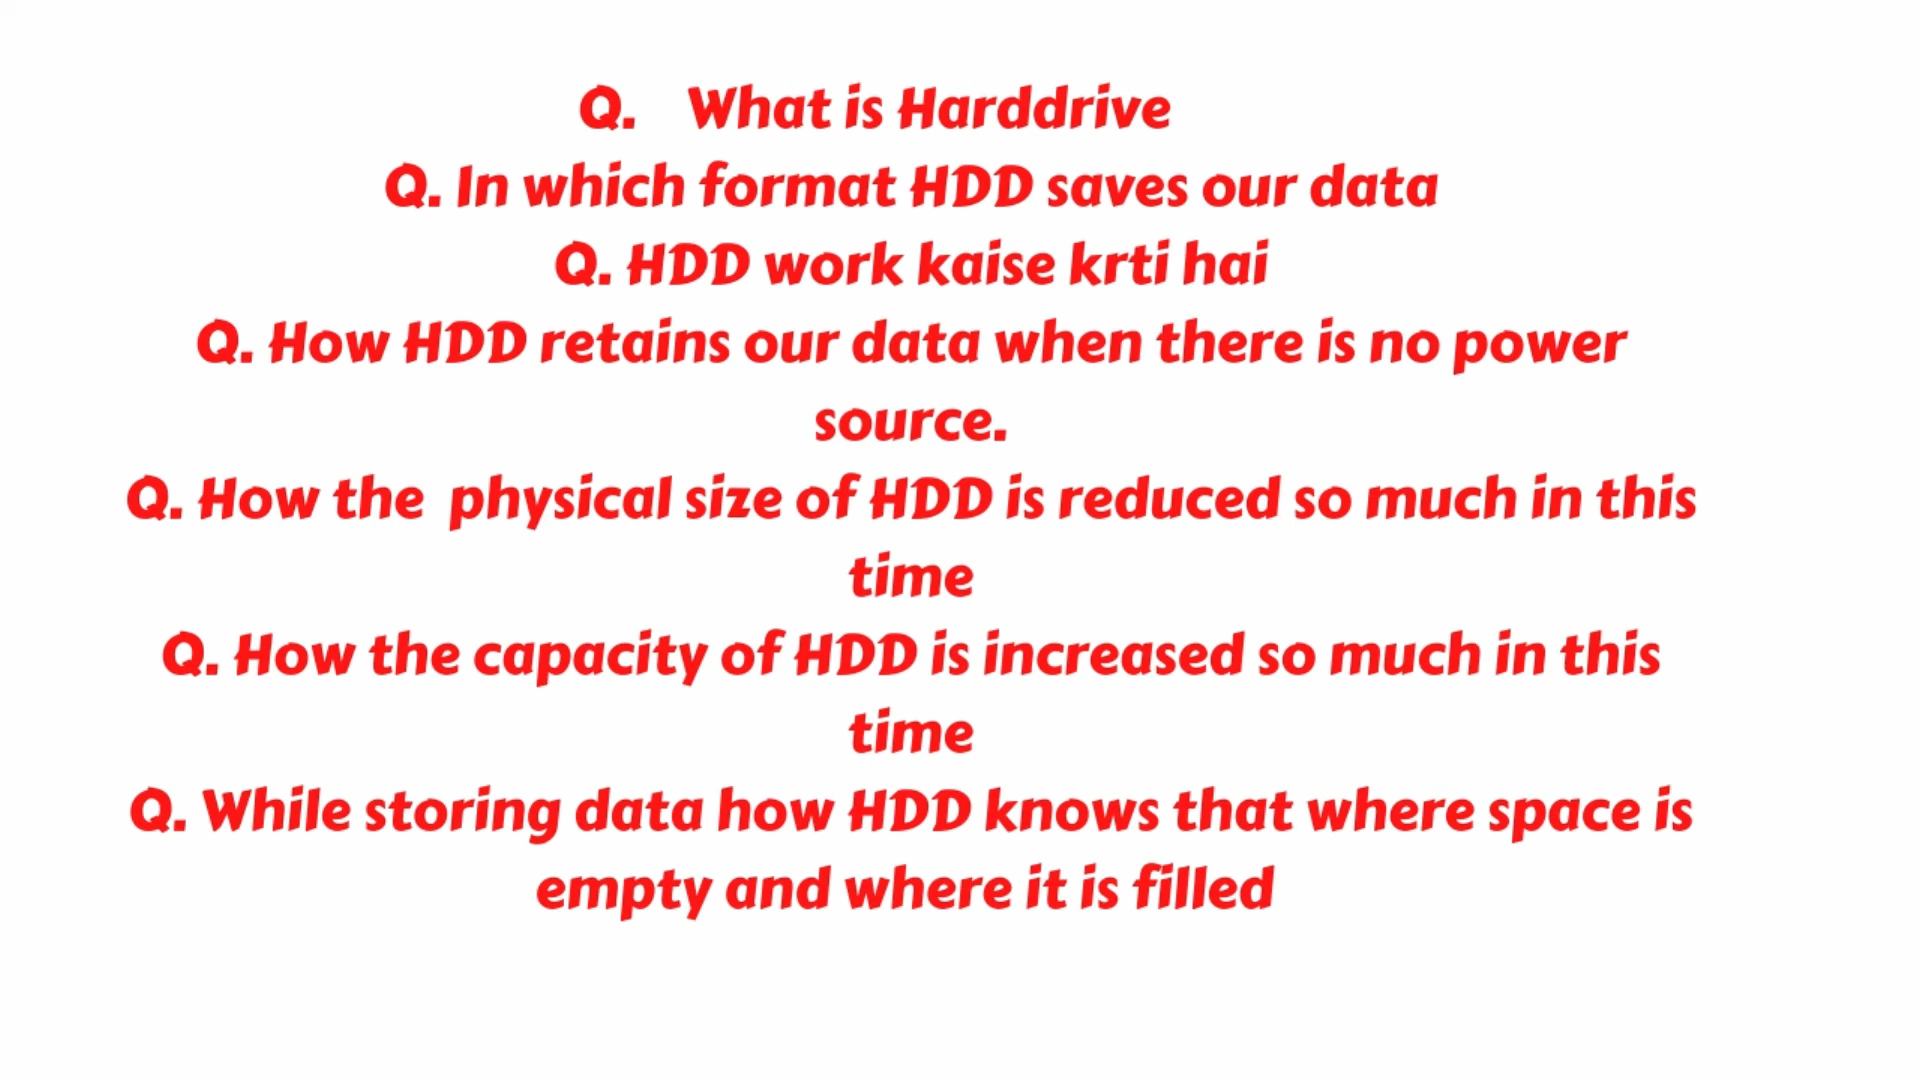 Q. What is Harddrive
Q. In which format HDD saves our data
Q. HDD work kaise krti hai
Q. How HDD retains our data when there is no power
source.
Q. How the physical size of HDD is reduced so much in this
time
Q. How the capacity of HDD is increased so much in this
time
Q. While storing data how HDD knows that where space is
empty and where it is filled